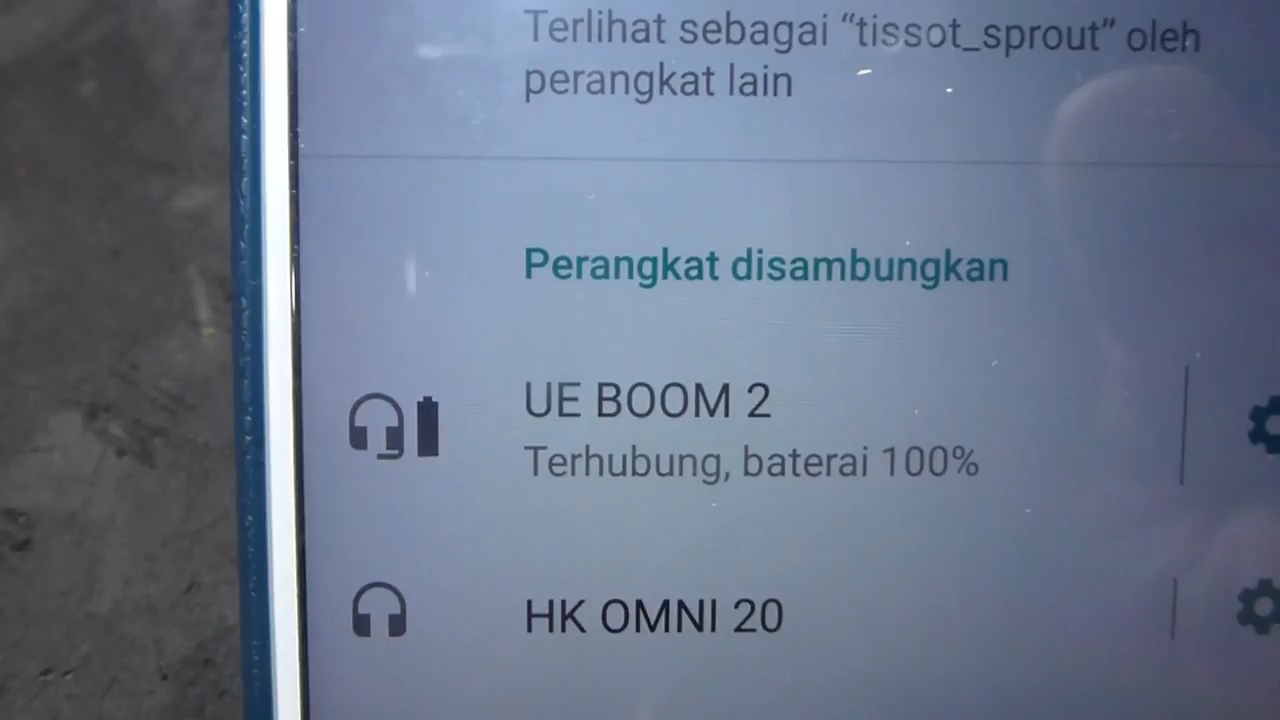 Terlihat sebagai “tissot_sprout” oleh
perangkat lain
Perangkat disambungkan
UE BOOM 2
Terhubung, baterai 100%
HK OMNI 20